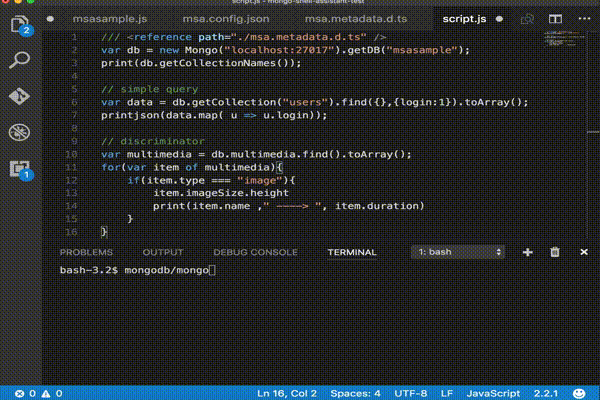 script.js - mongo-shell-assistant-test
msasample.js msa.config.json msa.metadata.d.ts script.js
2
1 /// <reference path="./msa.metadata.d.ts" />
2 var db = new Mongo("localhost:27017").getDB("msasample");
3 print(db.getCollectionNames());
4
5 // simple query
6 var data = db.getCollection("users").find({},{login:1}).toArray();
7 printjson(data.map( u => u.login));
8
9 // discriminator
10 var multimedia = db.multimedia.find().toArray();
11 for(var item of multimedia){
12 if(item.type === "image"){
13 item.imageSize.height
14 print(item.name ," ----> ", item.duration)
15 }
16 }
1
PROBLEMS OUTPUT DEBUG CONSOLE TERMINAL 1: bash
bash-3.2$ mongodb/mongo
0 0 Ln 16, Col 2 Spaces: 4 UTF-8 LF JavaScript 2.2.1